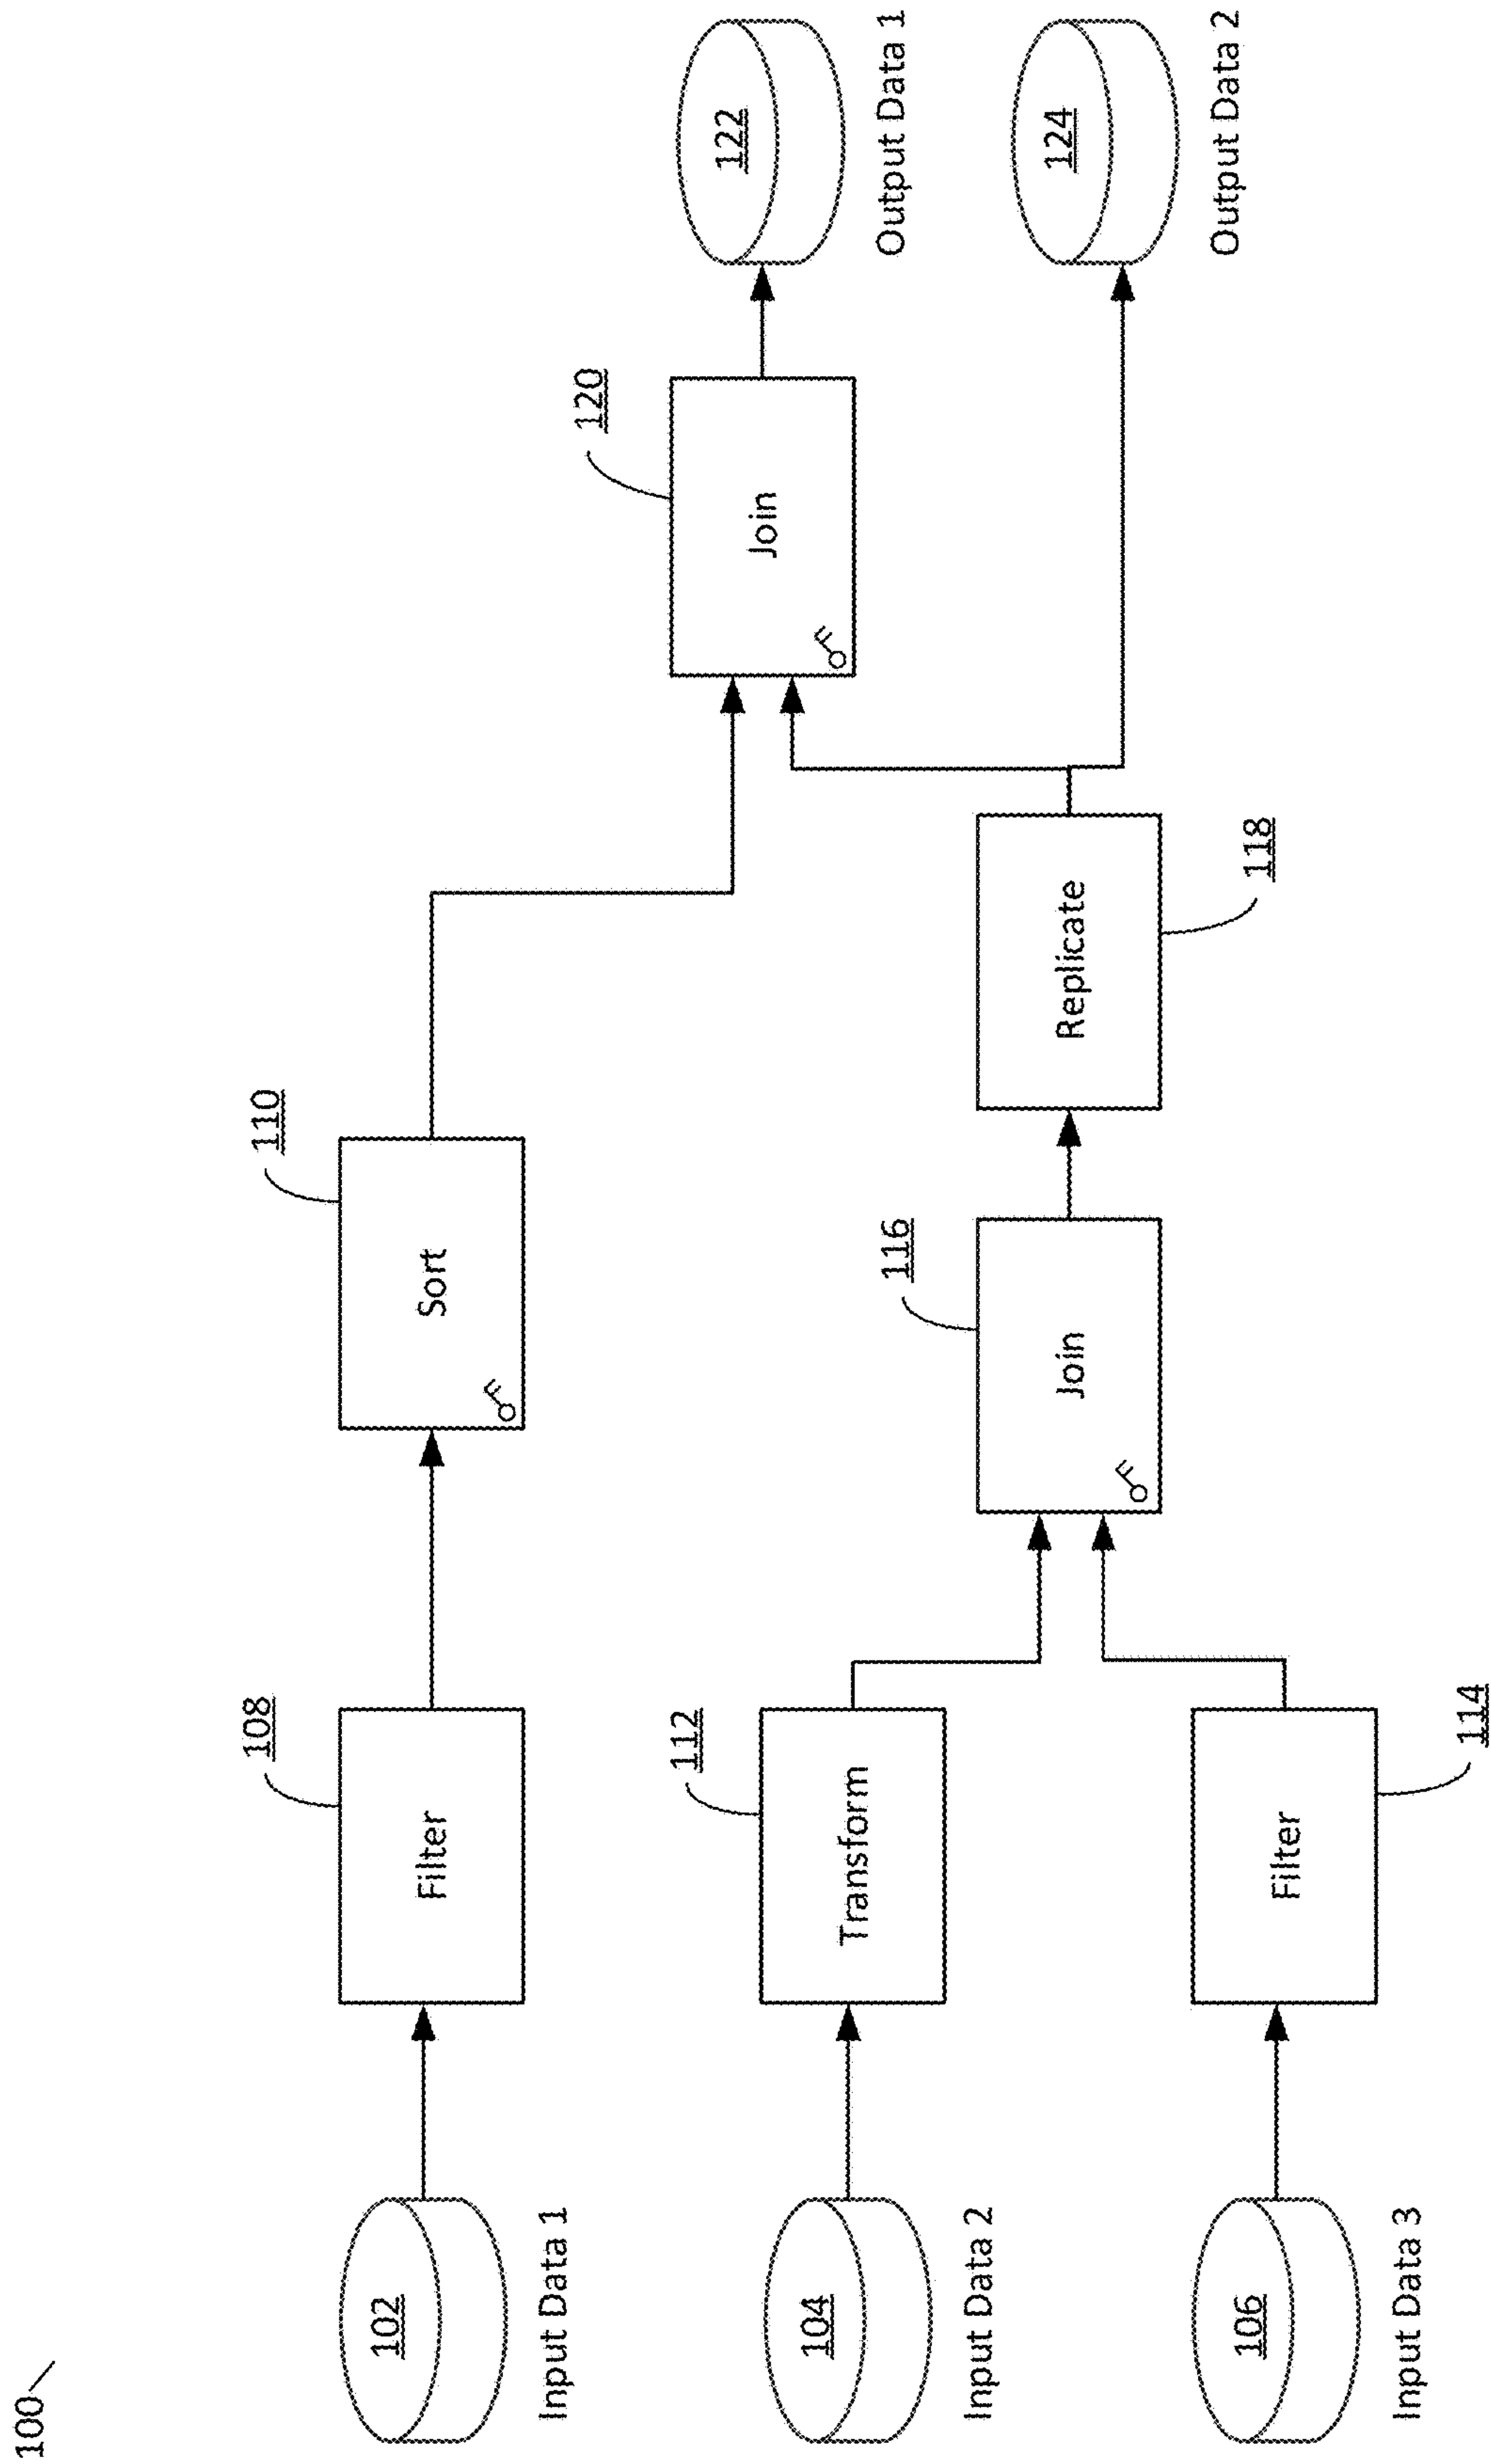 100
102
Input Data 1
Filter
108
Sort
110
104
Input Data 2
Transform
112
106
Input Data 3
Filter
114
Join
116
Replicate
118
Join
120
122
Output Data 1
124
Output Data 2